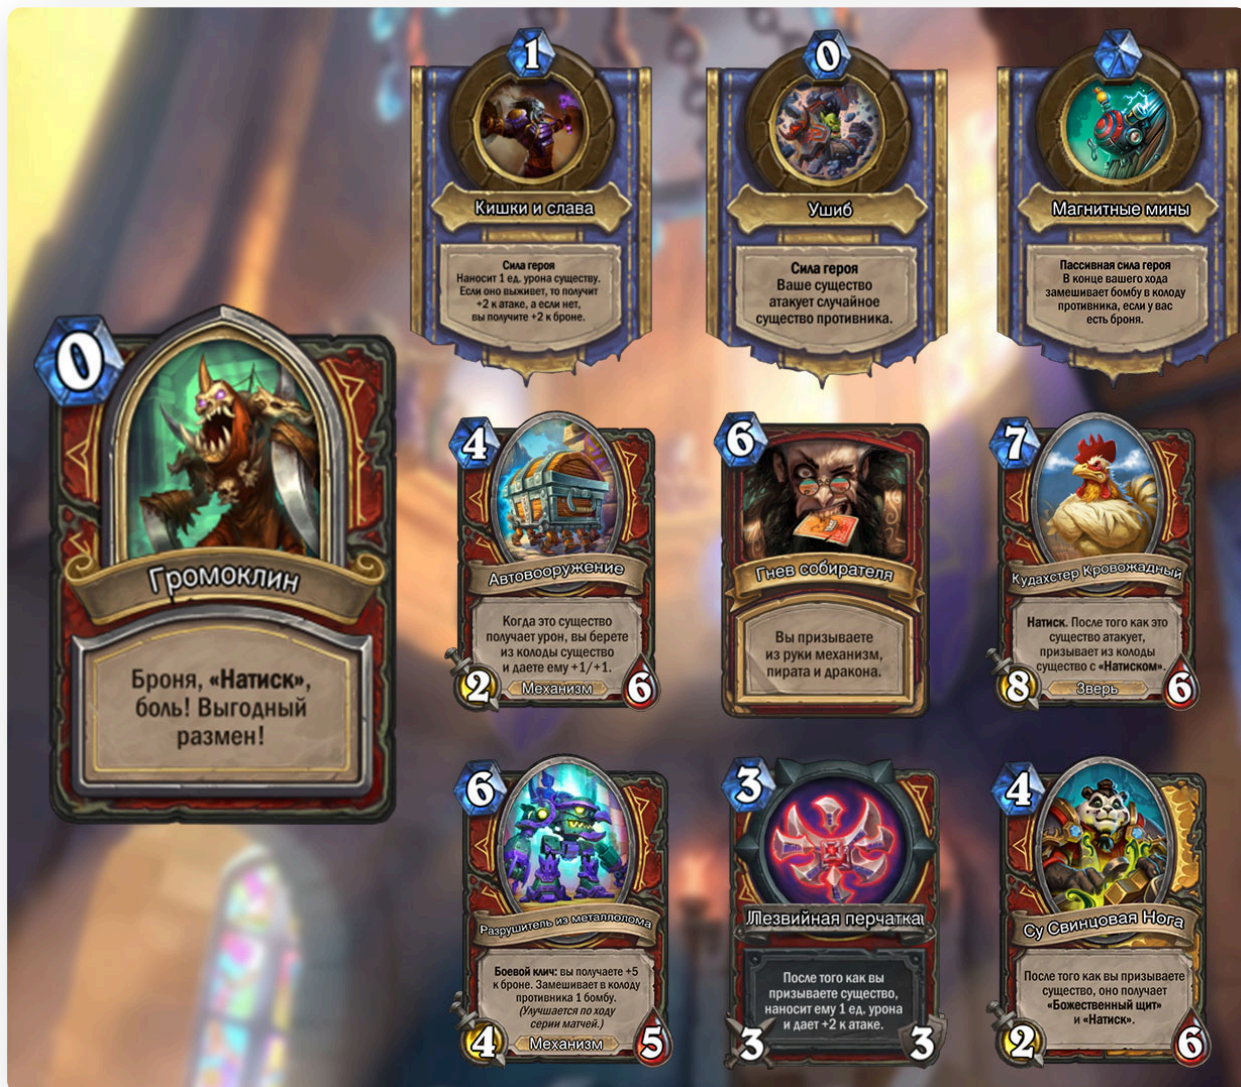 1
Кишки и слава
Сила героя
Наносит 1 ед. урона существу.
Если оно выживет, то получит
+2 к атаке, а если нет,
вы получите +2 к броне.
0
Ушиб
Сила героя
Ваше существо
атакует случайное
существо противника.
Магнитные мины
Пассивная сила героя
В конце вашего хода
замешивает бомбу в колоду
противника, если у вас
есть броня.
0
Громоклин
Броня, «Натиск»,
боль! Выгодный
размен!
4
Автовооружение
Когда это существо
получает урон, вы берете
из колоды существо
и даете ему +1/+1.
2
Механизм
6
6
Гнев собирателя
Вы призываете
из руки механизм,
пирата и дракона.
7
Кудахстер Кровожадный
Натиск. После того как это
существо атакует,
призывает из колоды
существо с «Натиском».
8
Зверь
6
6
Разрушитель из металлолома
Боевой клич: вы получаете +5
к броне. Замешивает в колоду
противника 1 бомбу.
(Улучшается по ходу
серии матчей.)
4
Механизм
5
3
Лезвийная перчатка
После того как вы
призываете существо,
наносит ему 1 ед. урона
и дает +2 к атаке.
3
3
4
Су Свинцовая Нога
После того как вы призываете
существо, оно получает
«Божественный щит»
и «Натиск».
2
6